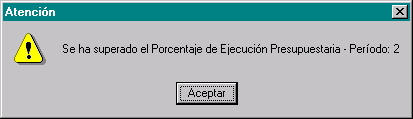 Atención
Se ha superado el Porcentaje de Ejecución Presupuestaria - Período: 2
Aceptar